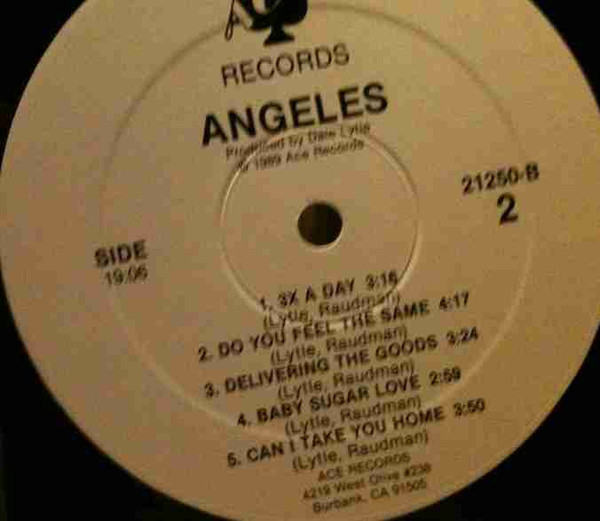 RECORDS
ANGELES
Produced by Dale Lytle
℗ 1989 Ace Records
21250-B
2
SIDE
19:06
1. 3X A DAY 3:16
(Lytle, Raudman)
2. DO YOU FEEL THE SAME 4:17
(Lytle, Raudman)
3. DELIVERING THE GOODS 3:24
(Lytle, Raudman)
4. BABY SUGAR LOVE 2:59
(Lytle, Raudman)
5. CAN I TAKE YOU HOME 3:50
(Lytle, Raudman)
ACE RECORDS
4219 West Olive #238
Burbank, CA 91505